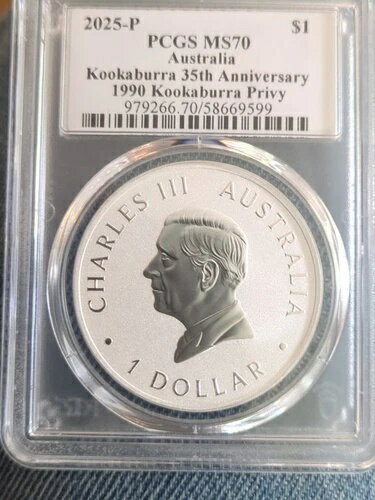 2025-P $1
PCGS MS70
Australia
Kookaburra 35th Anniversary
1990 Kookaburra Privy
979266.70/58669599
CHARLES III AUSTRALIA
• 1 DOLLAR •